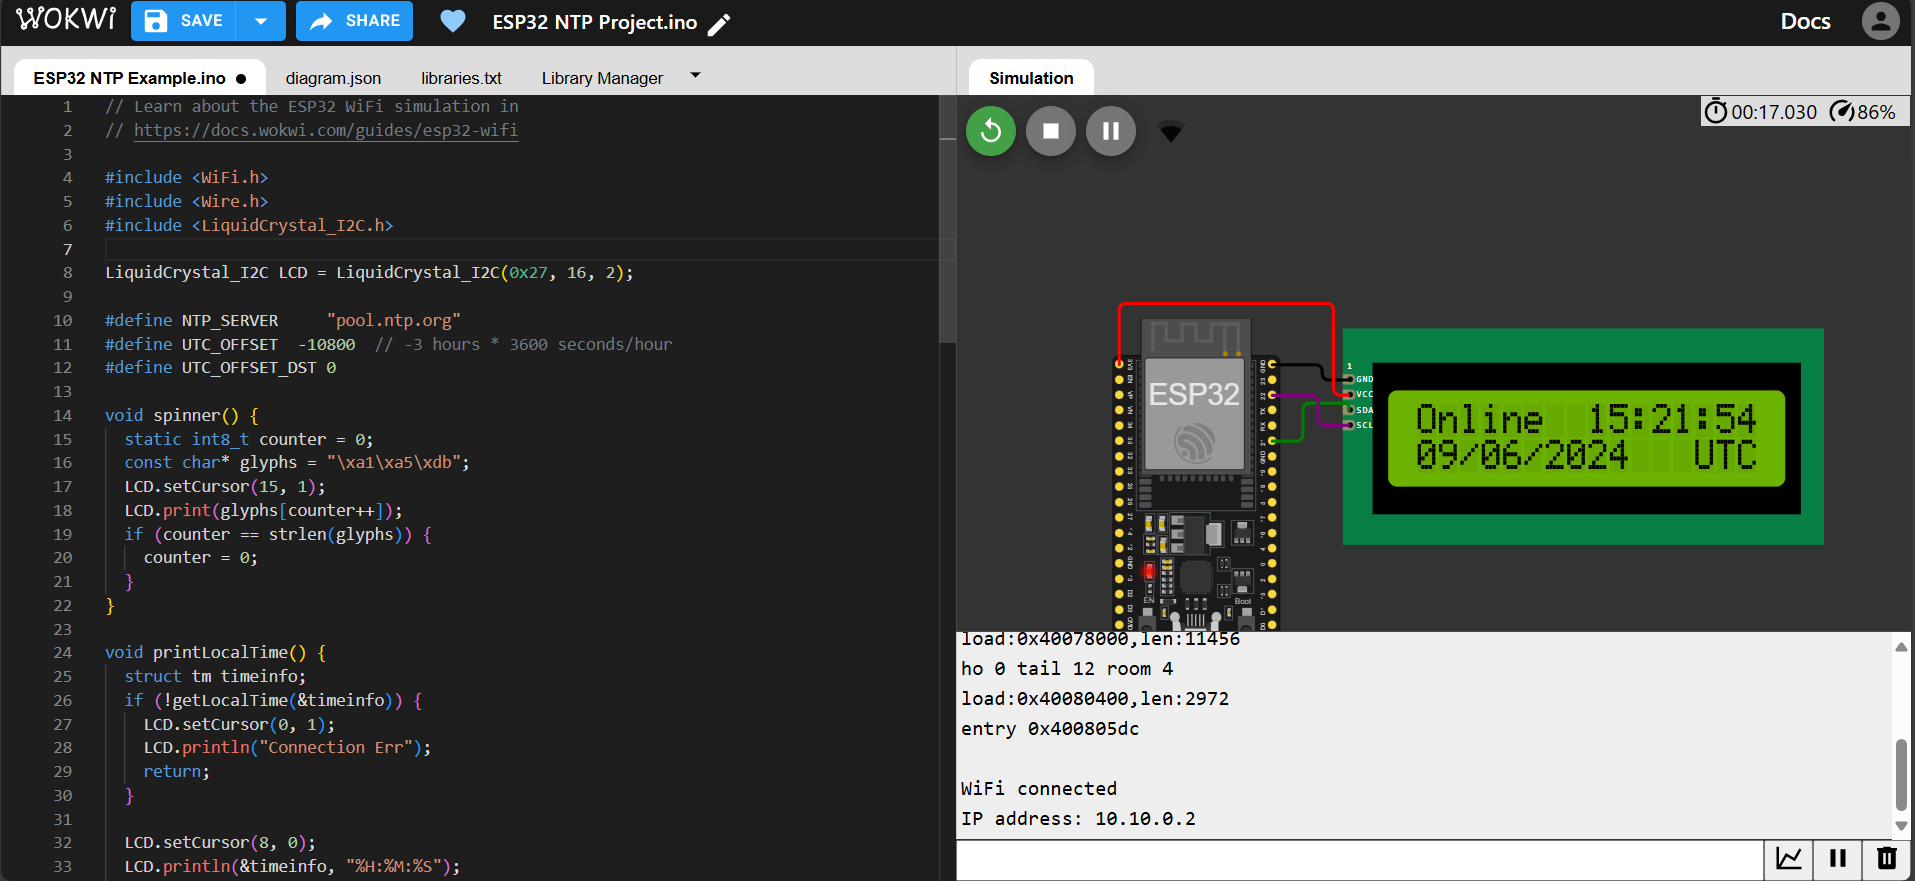 WOKWi SAVE SHARE ESP32 NTP Project.ino Docs
ESP32 NTP Example.ino ● diagram.json libraries.txt Library Manager
1 // Learn about the ESP32 WiFi simulation in
2 // https://docs.wokwi.com/guides/esp32-wifi
3
4 #include <WiFi.h>
5 #include <Wire.h>
6 #include <LiquidCrystal_I2C.h>
7
8 LiquidCrystal_I2C LCD = LiquidCrystal_I2C(0x27, 16, 2);
9
10 #define NTP_SERVER     "pool.ntp.org"
11 #define UTC_OFFSET  -10800  // -3 hours * 3600 seconds/hour
12 #define UTC_OFFSET_DST 0
13
14 void spinner() {
15   static int8_t counter = 0;
16   const char* glyphs = "\xa1\xa5\xdb";
17   LCD.setCursor(15, 1);
18   LCD.print(glyphs[counter++]);
19   if (counter == strlen(glyphs)) {
20     counter = 0;
21   }
22 }
23
24 void printLocalTime() {
25   struct tm timeinfo;
26   if (!getLocalTime(&timeinfo)) {
27     LCD.setCursor(0, 1);
28     LCD.println("Connection Err");
29     return;
30   }
31
32   LCD.setCursor(8, 0);
33   LCD.println(&timeinfo, "%H:%M:%S");
Simulation
00:17.030 86%
ESP32
EN
Boot
1
GND
VCC
SDA
SCL
Online 15:21:54
09/06/2024 UTC
load:0x40078000,len:11456
ho 0 tail 12 room 4
load:0x40080400,len:2972
entry 0x400805dc
WiFi connected
IP address: 10.10.0.2